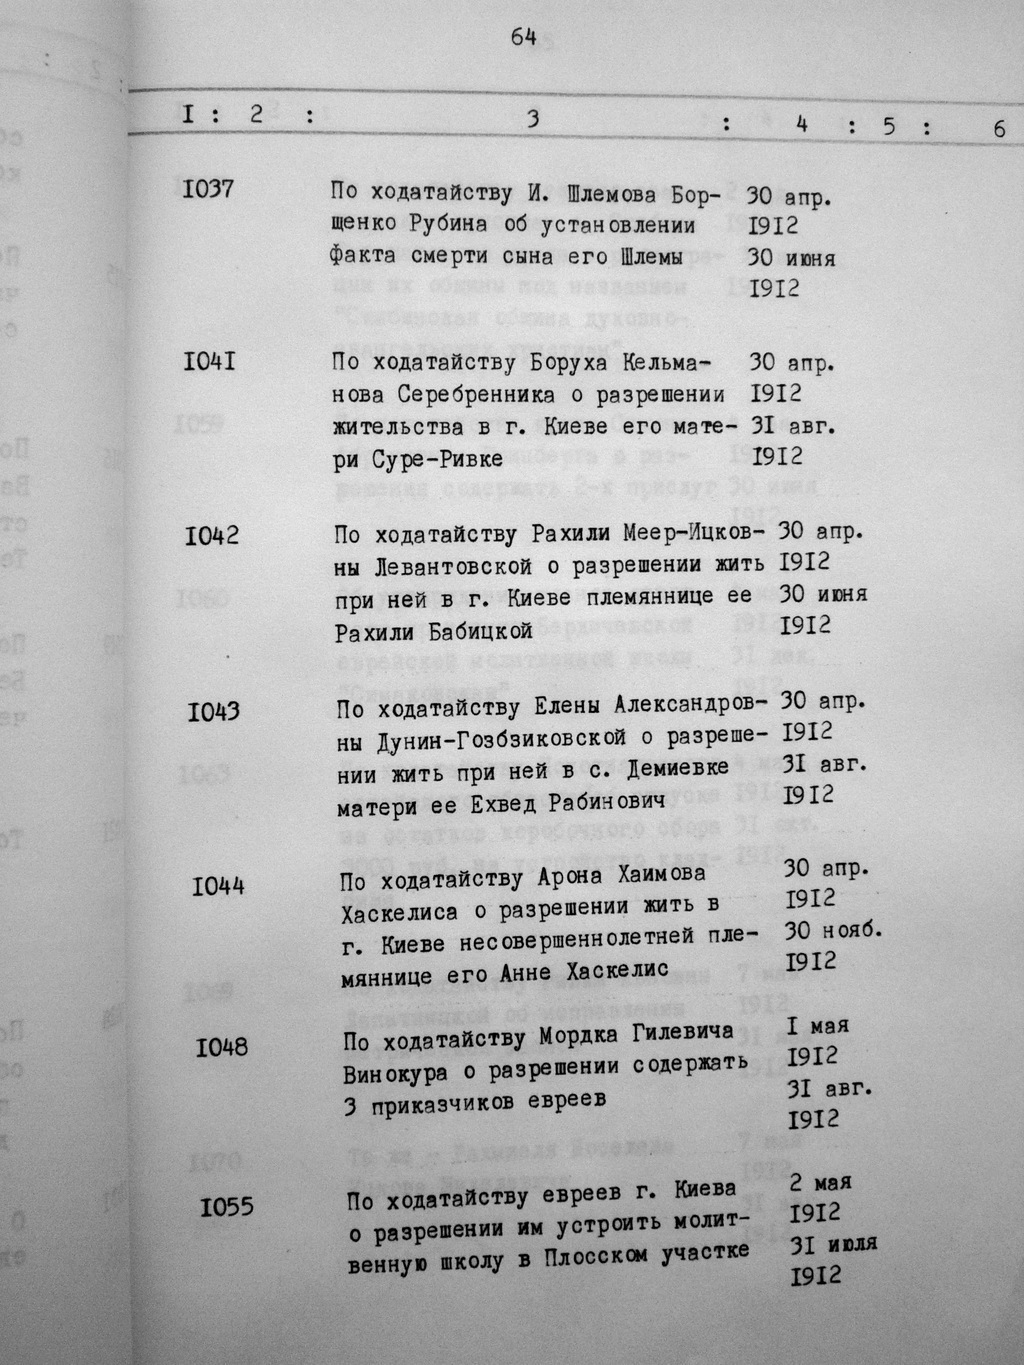 64
I : 2 : 3 : 4 : 5 : 6
I037 По ходатайству И. Шлемова Бор- 30 апр.
щенко Рубина об установлении I9I2
факта смерти сына его Шлемы 30 июня
I9I2
I04I По ходатайству Боруха Кельма- 30 апр.
нова Серебренника о разрешении I9I2
жительства в г. Киеве его мате- 3I авг.
ри Суре-Ривке I9I2
I042 По ходатайству Рахили Меер-Ицков- 30 апр.
ны Левантовской о разрешении жить I9I2
при ней в г. Киеве племяннице ее 30 июня
Рахили Бабицкой I9I2
I043 По ходатайству Елены Александров- 30 апр.
ны Дунин-Гозбзиковской о разреше- I9I2
нии жить при ней в с. Демиевке 3I авг.
матери ее Ехвед Рабинович I9I2
I044 По ходатайству Арона Хаимова 30 апр.
Хаскелиса о разрешении жить в I9I2
г. Киеве несовершеннолетней пле- 30 нояб.
мяннице его Анне Хаскелис I9I2
I048 По ходатайству Мордка Гилевича I мая
Винокура о разрешении содержать I9I2
3 приказчиков евреев 3I авг.
I9I2
I055 По ходатайству евреев г. Киева 2 мая
о разрешении им устроить молит- I9I2
венную школу в Плосском участке 3I июля
I9I2